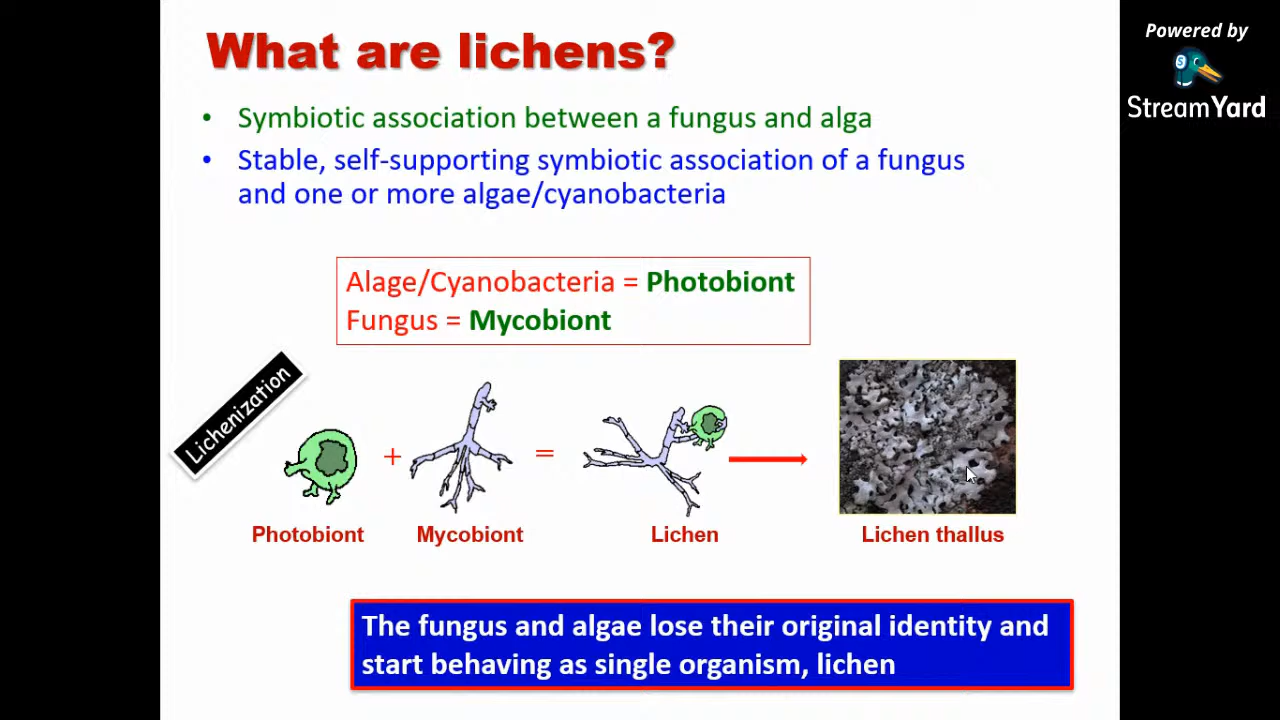 What are lichens?
Powered by
StreamYard
• Symbiotic association between a fungus and alga
• Stable, self-supporting symbiotic association of a fungus
and one or more algae/cyanobacteria
Alage/Cyanobacteria = Photobiont
Fungus = Mycobiont
Lichenization
+ =
Photobiont Mycobiont Lichen Lichen thallus
The fungus and algae lose their original identity and
start behaving as single organism, lichen